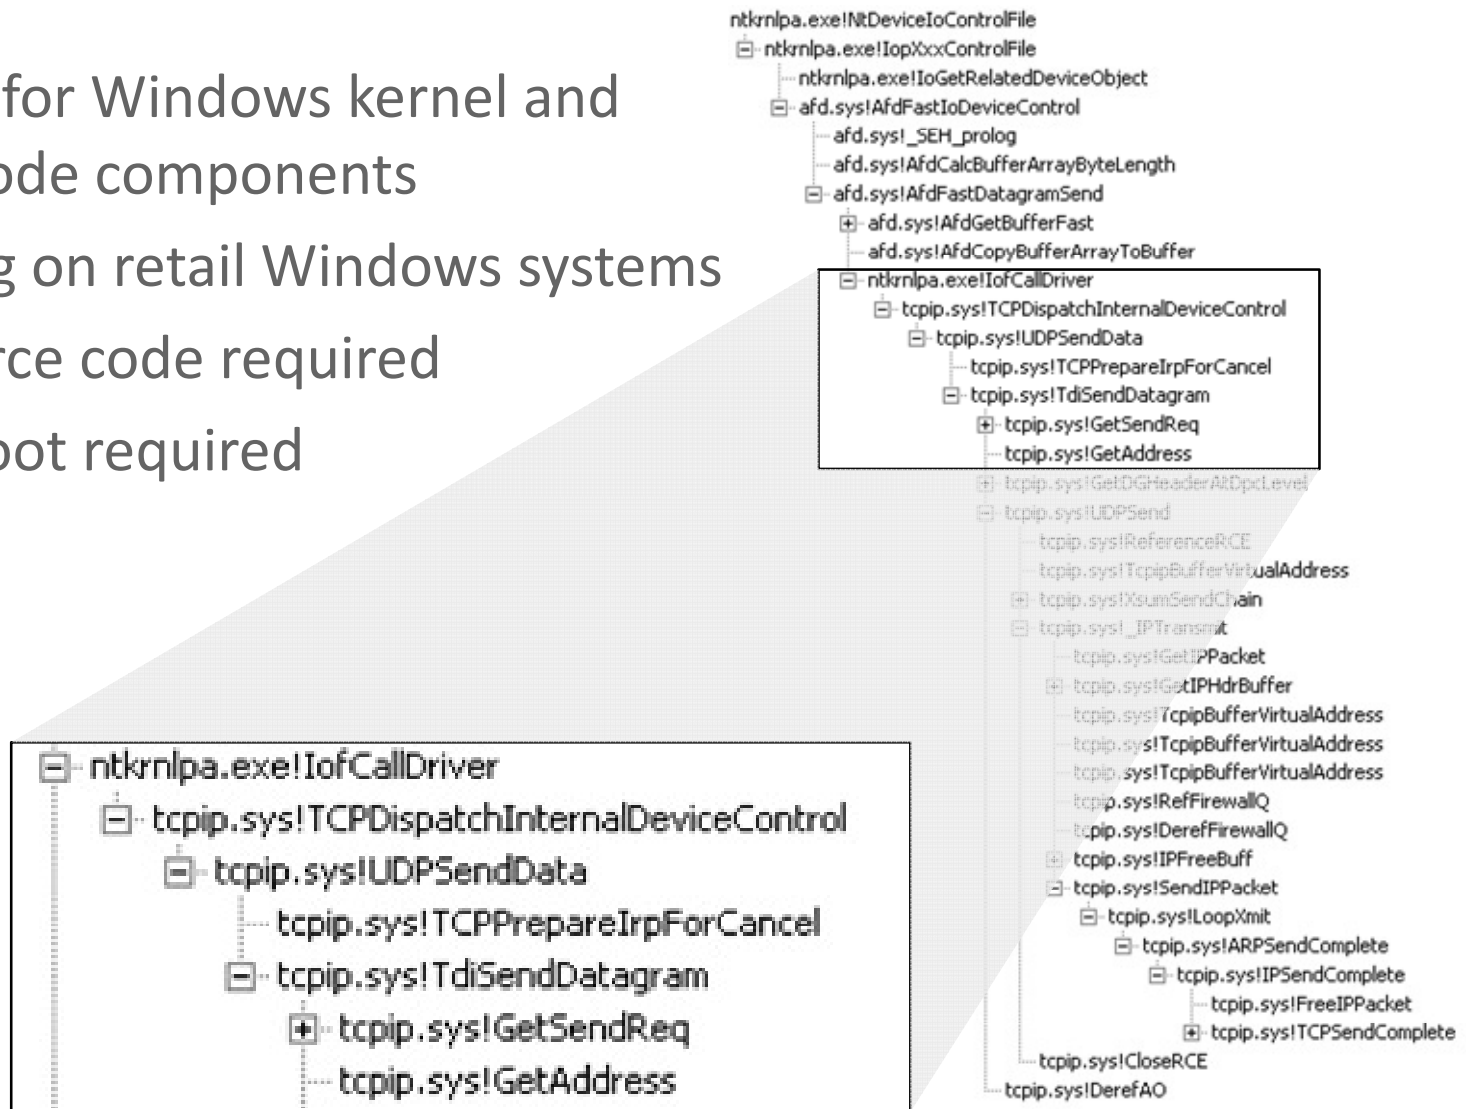 for Windows kernel and
ode components
g on retail Windows systems
rce code required
oot required
ntkrnlpa.exe!NtDeviceIoControlFile
ntkrnlpa.exe!IopXxxControlFile
ntkrnlpa.exe!IoGetRelatedDeviceObject
afd.sys!AfdFastIoDeviceControl
afd.sys!_SEH_prolog
afd.sys!AfdCalcBufferArrayByteLength
afd.sys!AfdFastDatagramSend
afd.sys!AfdGetBufferFast
afd.sys!AfdCopyBufferArrayToBuffer
ntkrnlpa.exe!IofCallDriver
tcpip.sys!TCPDispatchInternalDeviceControl
tcpip.sys!UDPSendData
tcpip.sys!TCPPrepareIrpForCancel
tcpip.sys!TdiSendDatagram
tcpip.sys!GetSendReq
tcpip.sys!GetAddress
tcpip.sys!GetDGHeaderAtDpcLevel
tcpip.sys!UDPSend
tcpip.sys!ReferenceRCE
tcpip.sys!TcpipBufferVirtualAddress
tcpip.sys!XsumSendChain
tcpip.sys!_IPTransmit
tcpip.sys!GetIPPacket
tcpip.sys!GetIPHdrBuffer
tcpip.sys!TcpipBufferVirtualAddress
tcpip.sys!TcpipBufferVirtualAddress
tcpip.sys!TcpipBufferVirtualAddress
tcpip.sys!RefFirewallQ
tcpip.sys!DerefFirewallQ
tcpip.sys!IPFreeBuff
tcpip.sys!SendIPPacket
tcpip.sys!LoopXmit
tcpip.sys!ARPSendComplete
tcpip.sys!IPSendComplete
tcpip.sys!FreeIPPacket
tcpip.sys!TCPSendComplete
tcpip.sys!CloseRCE
tcpip.sys!DerefAO
ntkrnlpa.exe!IofCallDriver
tcpip.sys!TCPDispatchInternalDeviceControl
tcpip.sys!UDPSendData
tcpip.sys!TCPPrepareIrpForCancel
tcpip.sys!TdiSendDatagram
tcpip.sys!GetSendReq
tcpip.sys!GetAddress